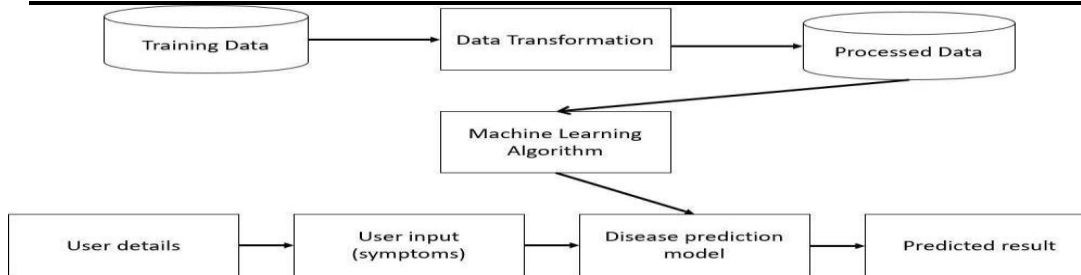 Training Data
Data Transformation
Processed Data
Machine Learning
Algorithm
User details
User input
(symptoms)
Disease prediction
model
Predicted result